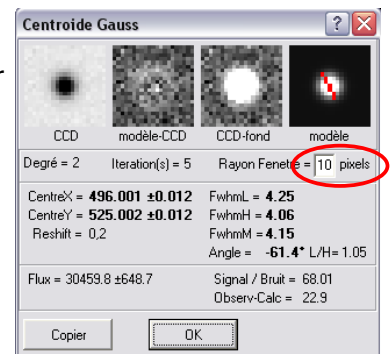 Centroide Gauss
CCD modèle-CCD CCD-fond modèle
Degré = 2 Iteration(s) = 5 Rayon Fenetre = 10 pixels
CentreX = 496.001 ±0.012 FwhmL = 4.25
CentreY = 525.002 ±0.012 FwhmH = 4.06
Reshift = 0,2 FwhmM = 4.15
Angle = -61.4° L/H= 1.05
Flux = 30459.8 ±648.7 Signal / Bruit = 68.01
Observ-Calc = 22.9
Copier OK